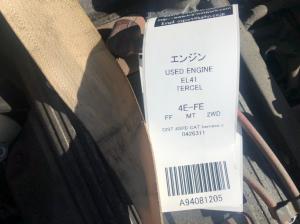 エンジン
USED ENGINE
EL41
TERCEL
4E-FE
FF MT 2WD
0426311
A94081205